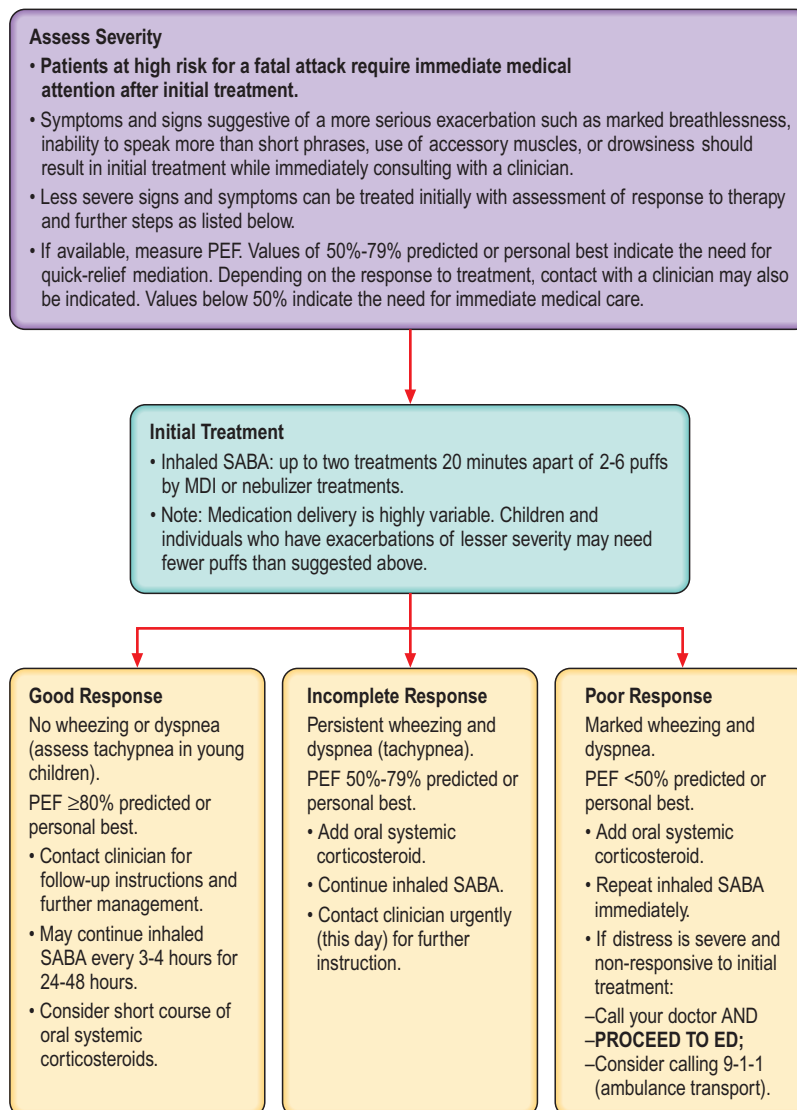 Assess Severity
• Patients at high risk for a fatal attack require immediate medical
attention after initial treatment.
• Symptoms and signs suggestive of a more serious exacerbation such as marked breathlessness,
inability to speak more than short phrases, use of accessory muscles, or drowsiness should
result in initial treatment while immediately consulting with a clinician.
• Less severe signs and symptoms can be treated initially with assessment of response to therapy
and further steps as listed below.
• If available, measure PEF. Values of 50%-79% predicted or personal best indicate the need for
quick-relief mediation. Depending on the response to treatment, contact with a clinician may also
be indicated. Values below 50% indicate the need for immediate medical care.
Initial Treatment
• Inhaled SABA: up to two treatments 20 minutes apart of 2-6 puffs
by MDI or nebulizer treatments.
• Note: Medication delivery is highly variable. Children and
individuals who have exacerbations of lesser severity may need
fewer puffs than suggested above.
Good Response
No wheezing or dyspnea
(assess tachypnea in young
children).
PEF ≥80% predicted or
personal best.
• Contact clinician for
follow-up instructions and
further management.
• May continue inhaled
SABA every 3-4 hours for
24-48 hours.
• Consider short course of
oral systemic
corticosteroids.
Incomplete Response
Persistent wheezing and
dyspnea (tachypnea).
PEF 50%-79% predicted or
personal best.
• Add oral systemic
corticosteroid.
• Continue inhaled SABA.
• Contact clinician urgently
(this day) for further
instruction.
Poor Response
Marked wheezing and
dyspnea.
PEF <50% predicted or
personal best.
• Add oral systemic
corticosteroid.
• Repeat inhaled SABA
immediately.
• If distress is severe and
non-responsive to initial
treatment:
–Call your doctor AND
–PROCEED TO ED;
–Consider calling 9-1-1
(ambulance transport).